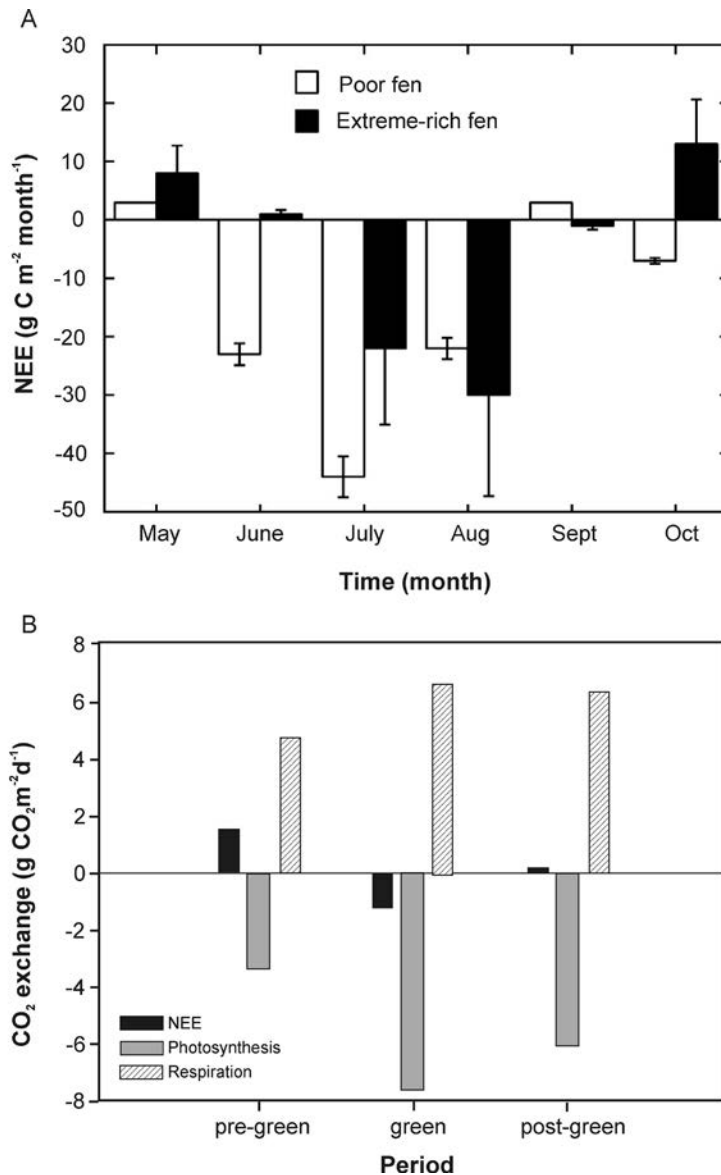 A
30
20
10
0
-10
-20
-30
-40
-50
NEE (g C m⁻² month⁻¹)
Poor fen
Extreme-rich fen
May June July Aug Sept Oct
Time (month)
B
8
6
4
2
0
-2
-4
-6
-8
CO₂ exchange (g CO₂m⁻²d⁻¹)
NEE
Photosynthesis
Respiration
pre-green green post-green
Period